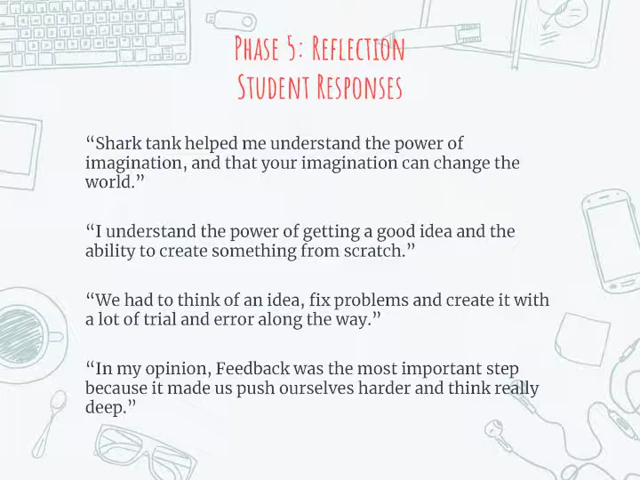 Phase 5: Reflection
Student Responses
“Shark tank helped me understand the power of
imagination, and that your imagination can change the
world.”
“I understand the power of getting a good idea and the
ability to create something from scratch.”
“We had to think of an idea, fix problems and create it with
a lot of trial and error along the way.”
“In my opinion, Feedback was the most important step
because it made us push ourselves harder and think really
deep.”